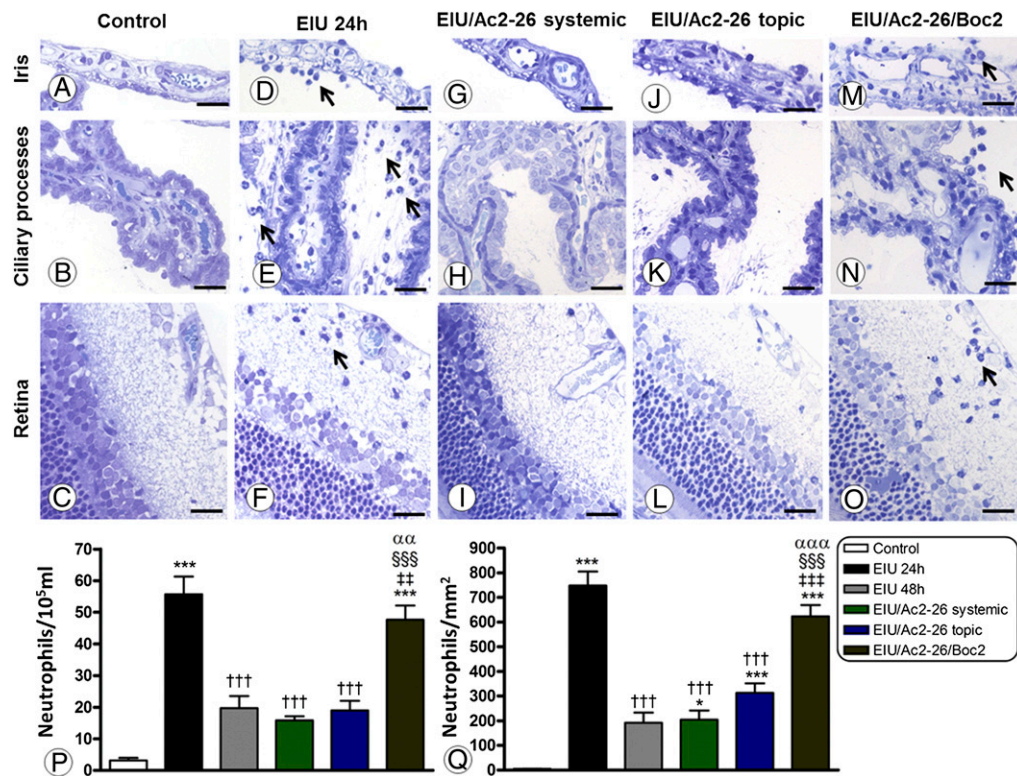 Control
EIU 24h
EIU/Ac2-26 systemic
EIU/Ac2-26 topic
EIU/Ac2-26/Boc2
Iris
A
D
G
J
M
Ciliary processes
B
E
H
K
N
Retina
C
F
I
L
O
P
Neutrophils/10⁵ml
70
60
50
40
30
20
10
0
***
†††
†††
†††
αα
§§§
‡‡
***
Q
Neutrophils/mm²
900
800
700
600
500
400
300
200
100
0
***
†††
†††
*
†††
***
ααα
§§§
‡‡‡
***
Control
EIU 24h
EIU 48h
EIU/Ac2-26 systemic
EIU/Ac2-26 topic
EIU/Ac2-26/Boc2